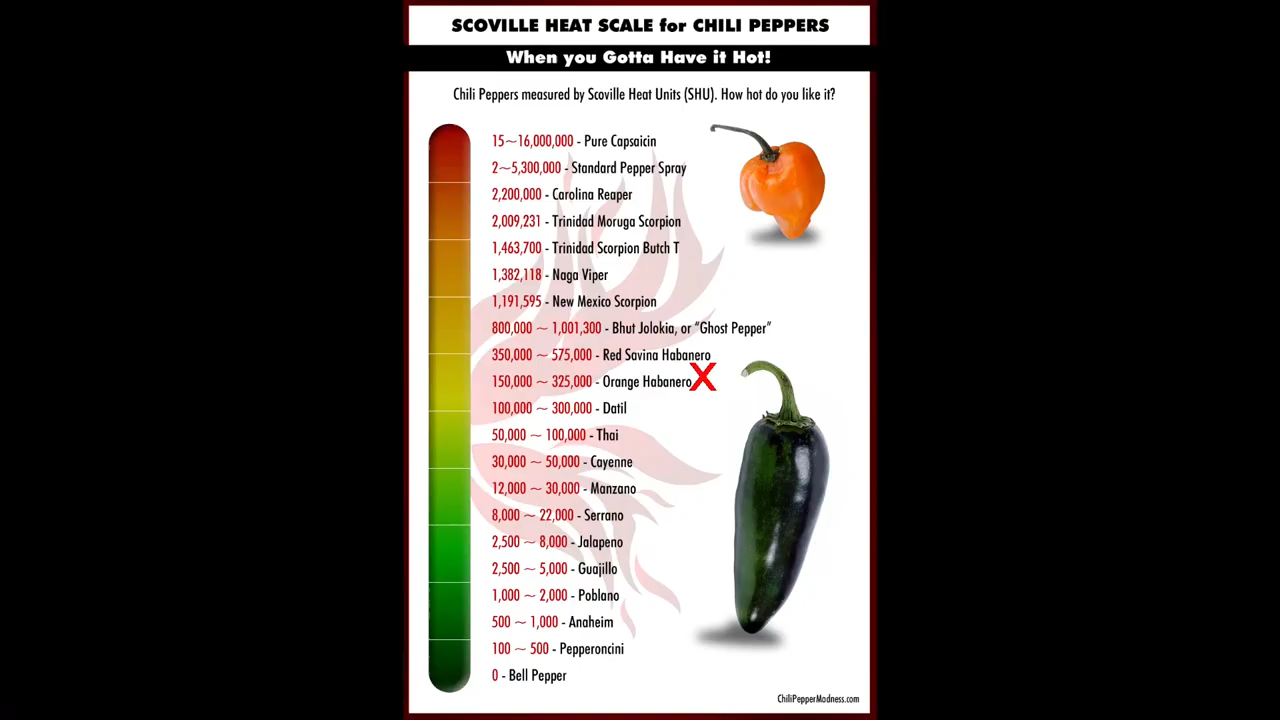 SCOVILLE HEAT SCALE for CHILI PEPPERS
When you Gotta Have it Hot!
Chili Peppers measured by Scoville Heat Units (SHU). How hot do you like it?
15~16,000,000 - Pure Capsaicin
2~5,300,000 - Standard Pepper Spray
2,200,000 - Carolina Reaper
2,009,231 - Trinidad Moruga Scorpion
1,463,700 - Trinidad Scorpion Butch T
1,382,118 - Naga Viper
1,191,595 - New Mexico Scorpion
800,000 ~ 1,001,300 - Bhut Jolokia, or “Ghost Pepper”
350,000 ~ 575,000 - Red Savina Habanero
150,000 ~ 325,000 - Orange Habanero X
100,000 ~ 300,000 - Datil
50,000 ~ 100,000 - Thai
30,000 ~ 50,000 - Cayenne
12,000 ~ 30,000 - Manzano
8,000 ~ 22,000 - Serrano
2,500 ~ 8,000 - Jalapeno
2,500 ~ 5,000 - Guajillo
1,000 ~ 2,000 - Poblano
500 ~ 1,000 - Anaheim
100 ~ 500 - Pepperoncini
0 - Bell Pepper
ChiliPepperMadness.com